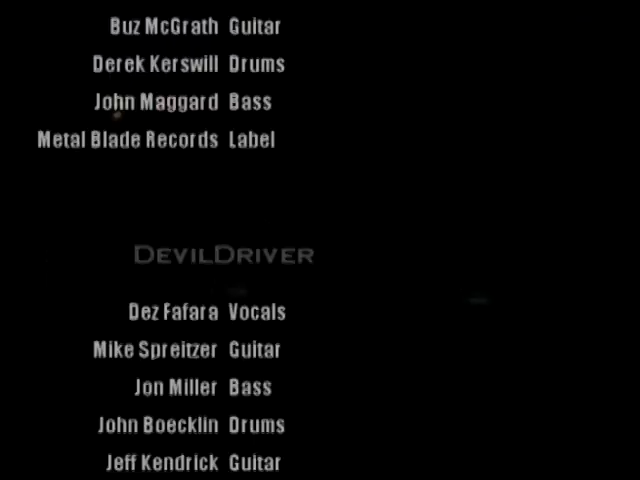 Buz McGrath Guitar
Derek Kerswill Drums
John Maggard Bass
Metal Blade Records Label
DevilDriver
Dez Fafara Vocals
Mike Spreitzer Guitar
Jon Miller Bass
John Boecklin Drums
Jeff Kendrick Guitar